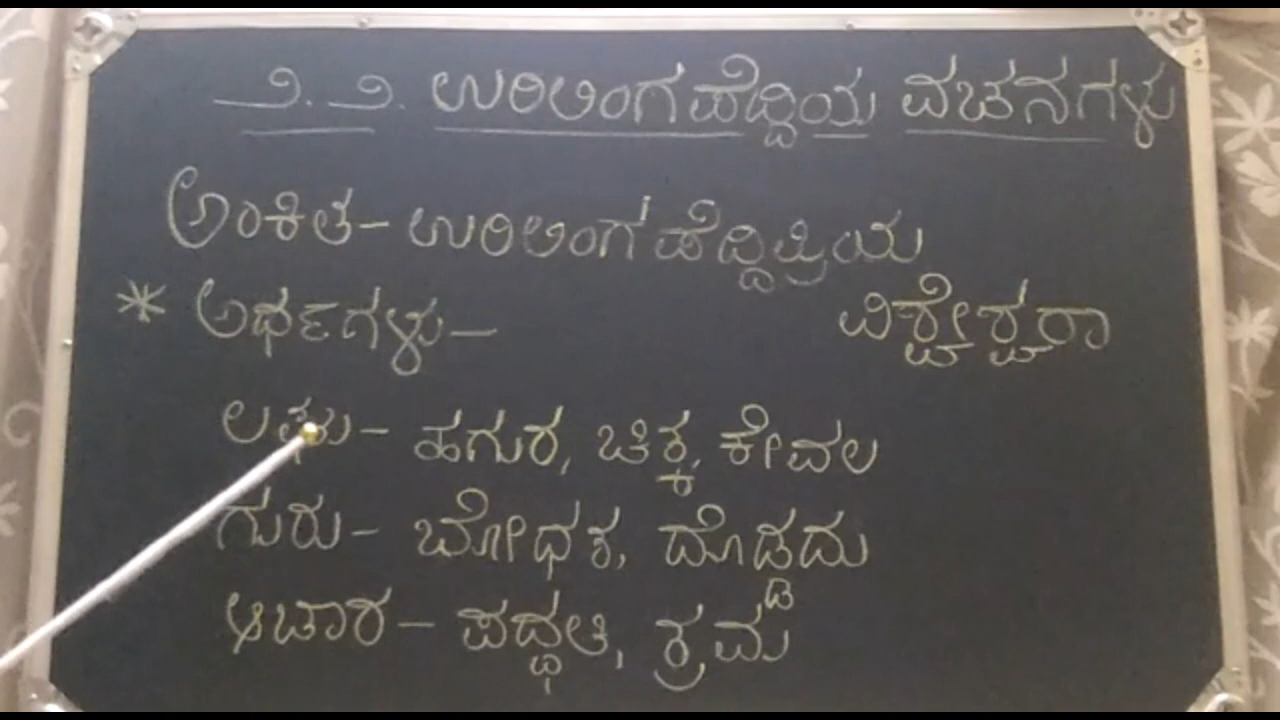 ೨.೨. ಉರಿಲಿಂಗಪೆದ್ದಿಯ ವಚನಗಳು
ಅಂಕಿತ– ಉರಿಲಿಂಗಪೆದ್ದಿಪ್ರಿಯ
ವಿಶ್ವೇಶ್ವರಾ
* ಅರ್ಥಗಳು–
ಲಘು– ಹಗುರ, ಚಿಕ್ಕ, ಕೇವಲ
ಗುರು– ಬೋಧಕ, ದೊಡ್ಡದು
ಆಚಾರ– ಪದ್ಧತಿ, ಕ್ರಮ